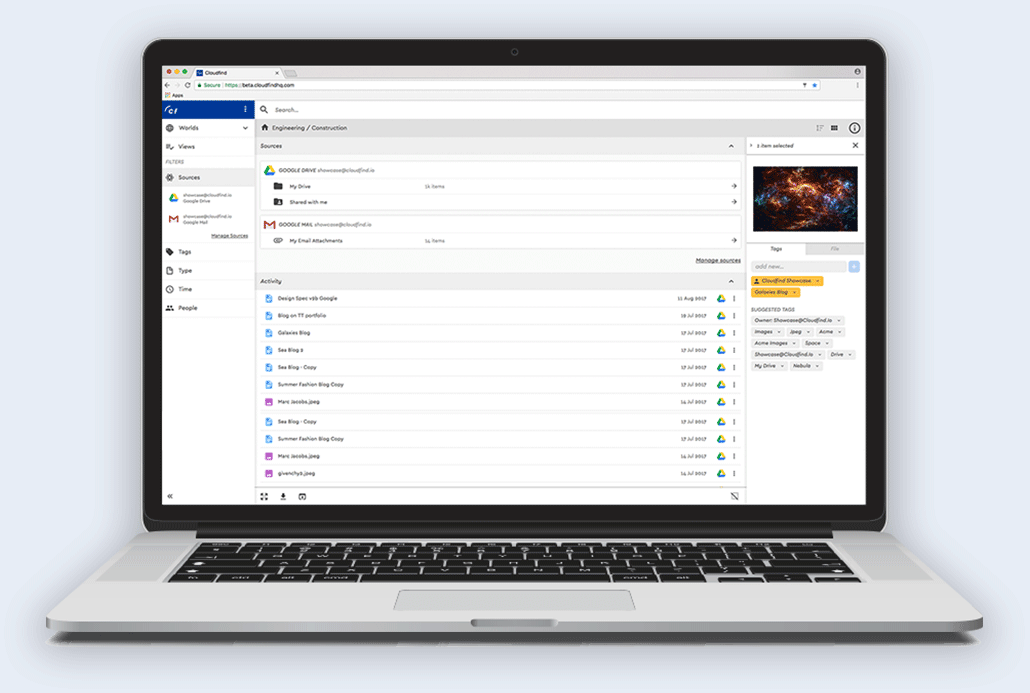 Cloudfind
Secure https://beta.cloudfindhq.com
Apps
cf
Search...
Worlds
Views
FILTERS
Sources
showcase@cloudfind.io
Google Drive
showcase@cloudfind.io
Google Mail
Manage Sources
Tags
Type
Time
People
Engineering / Construction
Sources
GOOGLE DRIVE showcase@cloudfind.io
My Drive
items
Shared with me
GOOGLE MAIL showcase@cloudfind.io
My Email Attachments 14 items
Manage sources
Activity
Design Spec v2b Google 11 Aug 2017
Blog on TT portfolio 18 Jul 2017
Galaxies Blog 17 Jul 2017
Sea Blog 2 17 Jul 2017
Sea Blog - Copy 17 Jul 2017
Summer Fashion Blog Copy 17 Jul 2017
Marc Jacobs.jpeg 14 Jul 2017
Sea Blog - Copy 17 Jul 2017
Summer Fashion Blog Copy 17 Jul 2017
Marc Jacobs.jpeg 14 Jul 2017
givenchy2.jpeg 14 Jul 2017
1 item selected
Tags File
add new...
Cloudfind Showcase
Galaxies Blog
SUGGESTED TAGS
Owner: Showcase@Cloudfind.Io
Images Jpeg Acme
Acme Images Space
Showcase@Cloudfind.Io Drive
My Drive Nebula
fn ctrl alt cmd cmd alt